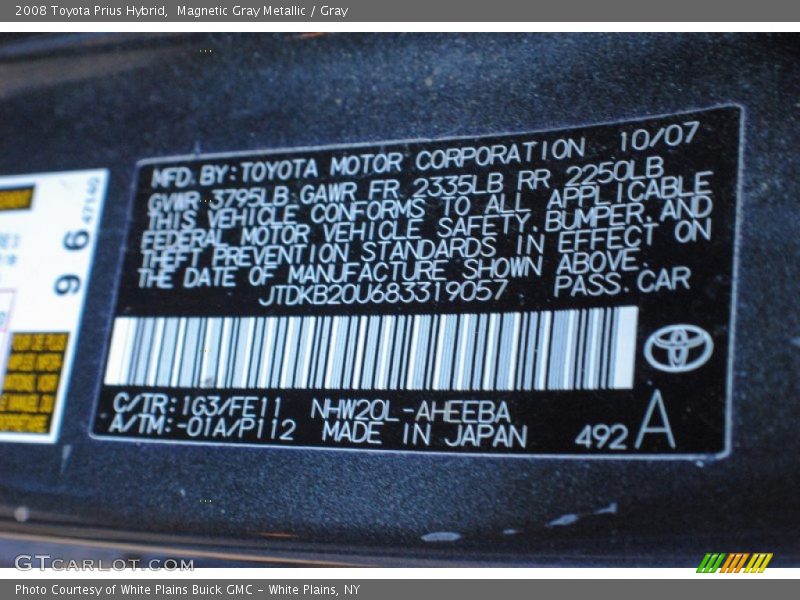 2008 Toyota Prius Hybrid, Magnetic Gray Metallic / Gray
MFD. BY: TOYOTA MOTOR CORPORATION 10/07
GVWR 3795LB GAWR FR 2335LB RR 2250LB
THIS VEHICLE CONFORMS TO ALL APPLICABLE
FEDERAL MOTOR VEHICLE SAFETY, BUMPER, AND
THEFT PREVENTION STANDARDS IN EFFECT ON
THE DATE OF MANUFACTURE SHOWN ABOVE.
JTDKB20U683319057 PASS. CAR
C/TR: 1G3/FE11 NHW20L-AHEEBA
A/TM: -01A/P112 MADE IN JAPAN 492 A
96
GTCARLOT.COM
Photo Courtesy of White Plains Buick GMC – White Plains, NY